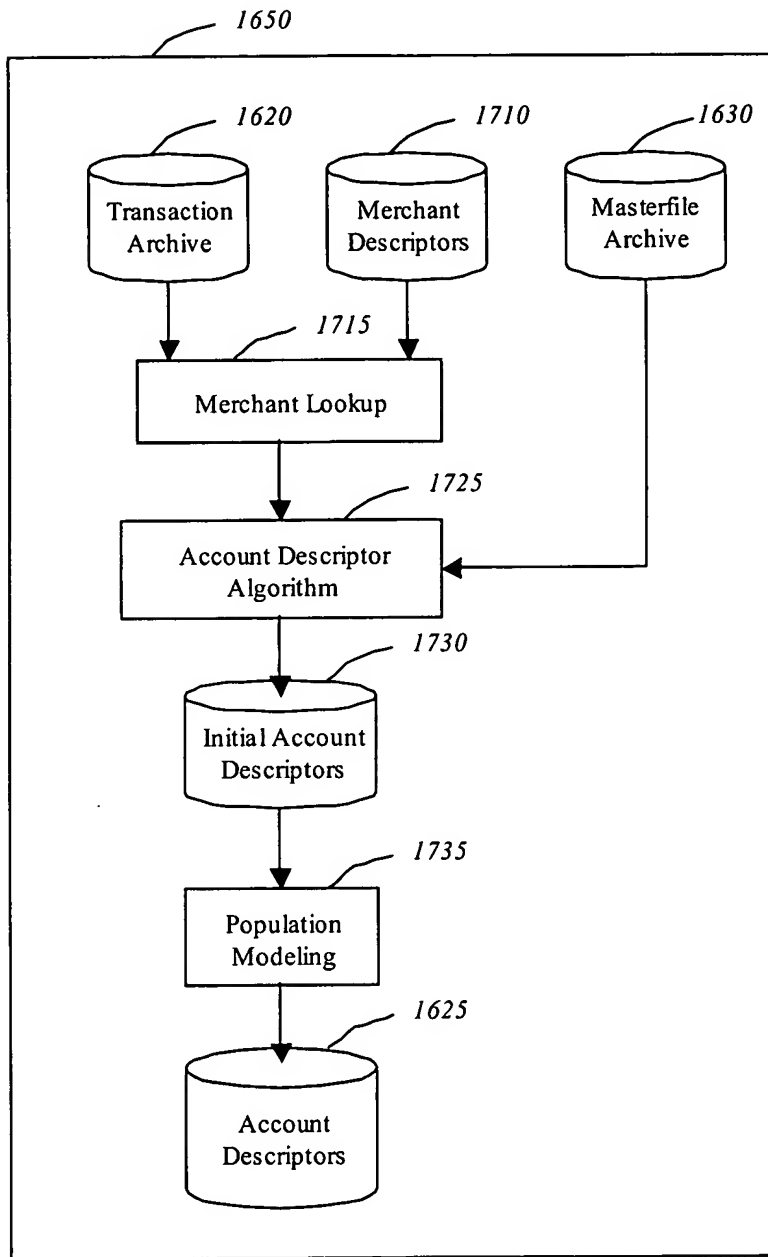 1650
1620
1710
1630
Transaction
Archive
Merchant
Descriptors
Masterfile
Archive
1715
Merchant Lookup
1725
Account Descriptor
Algorithm
1730
Initial Account
Descriptors
1735
Population
Modeling
1625
Account
Descriptors